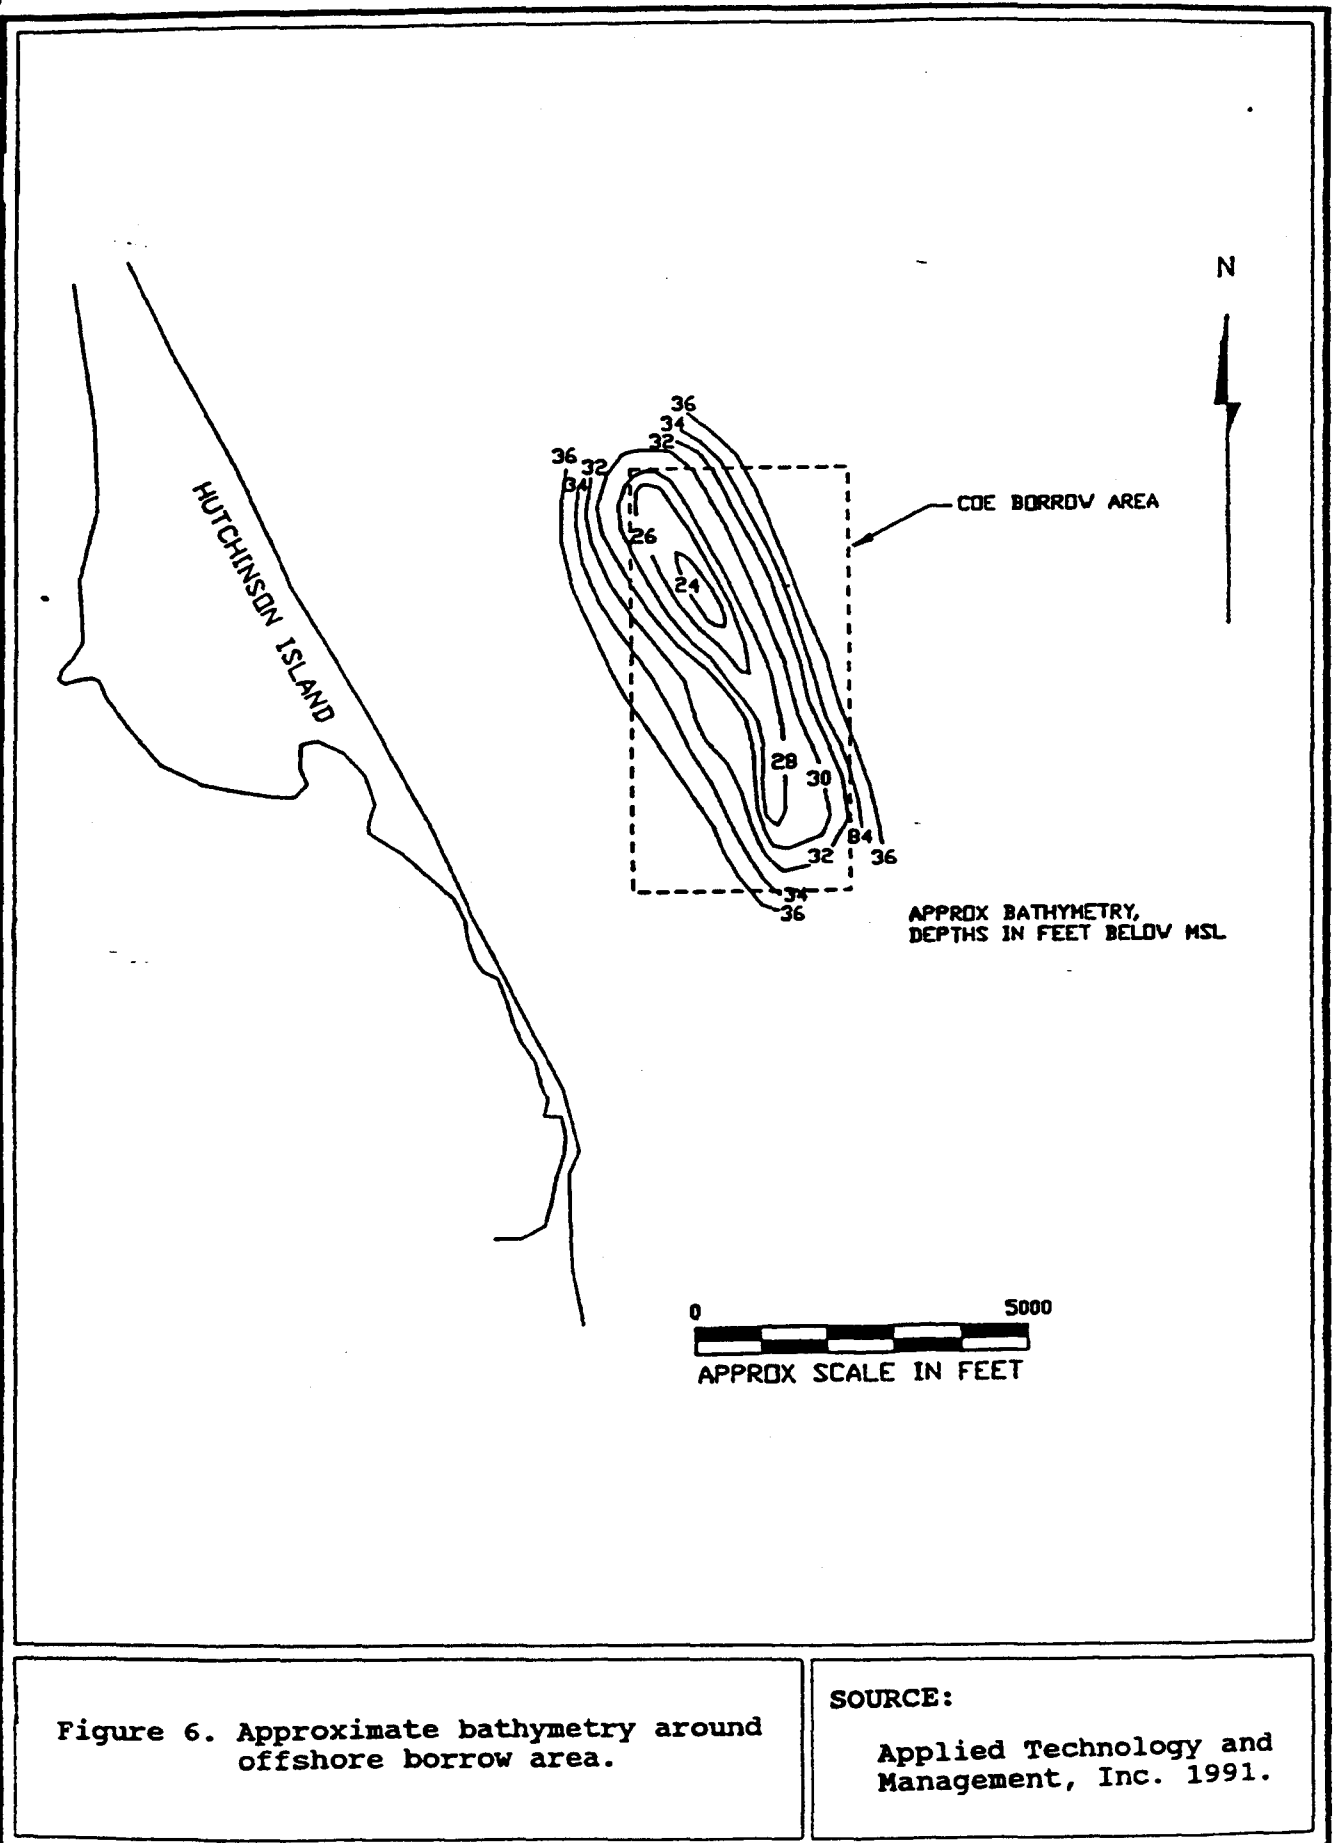 N
36
34
32
36
32
34
COE BORROW AREA
26
HUTCHINSON ISLAND
24
28
30
34
32
36
34
36
APPROX BATHYMETRY,
DEPTHS IN FEET BELOW MSL
0 5000
APPROX SCALE IN FEET
Figure 6. Approximate bathymetry around
offshore borrow area.
SOURCE:
Applied Technology and
Management, Inc. 1991.